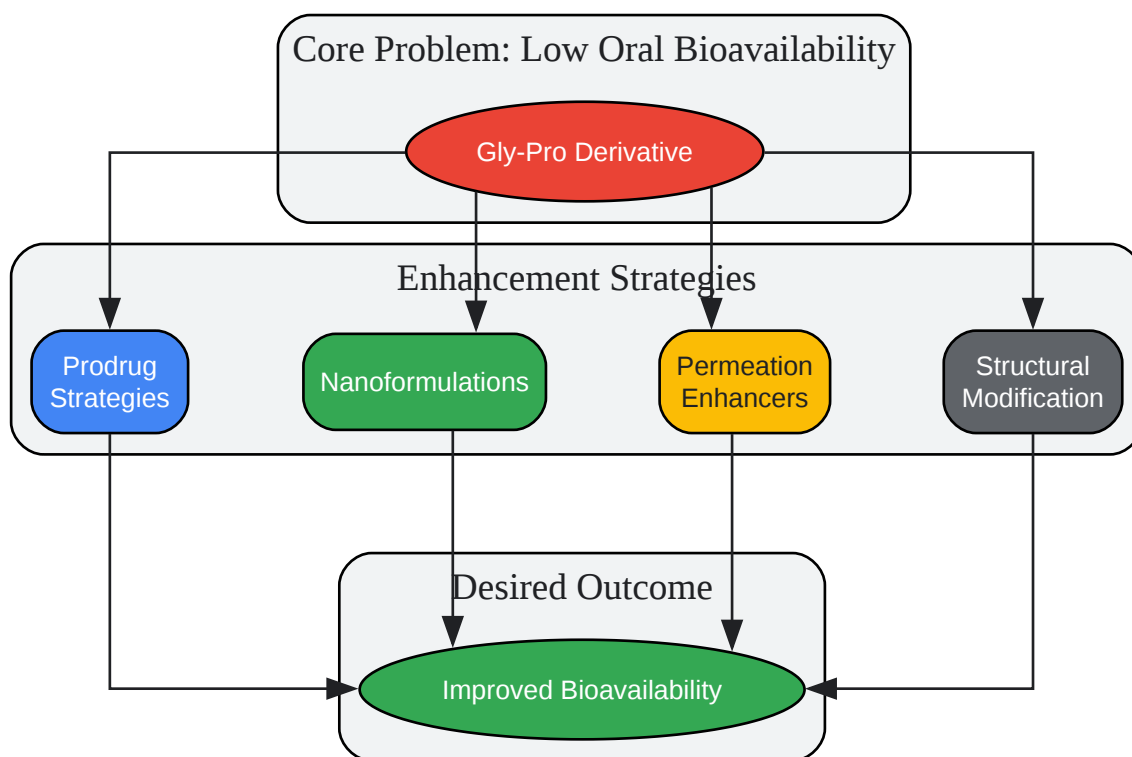 Core Problem: Low Oral Bioavailability
Gly-Pro Derivative
Enhancement Strategies
Prodrug
Strategies
Nanoformulations
Permeation
Enhancers
Structural
Modification
Desired Outcome
Improved Bioavailability